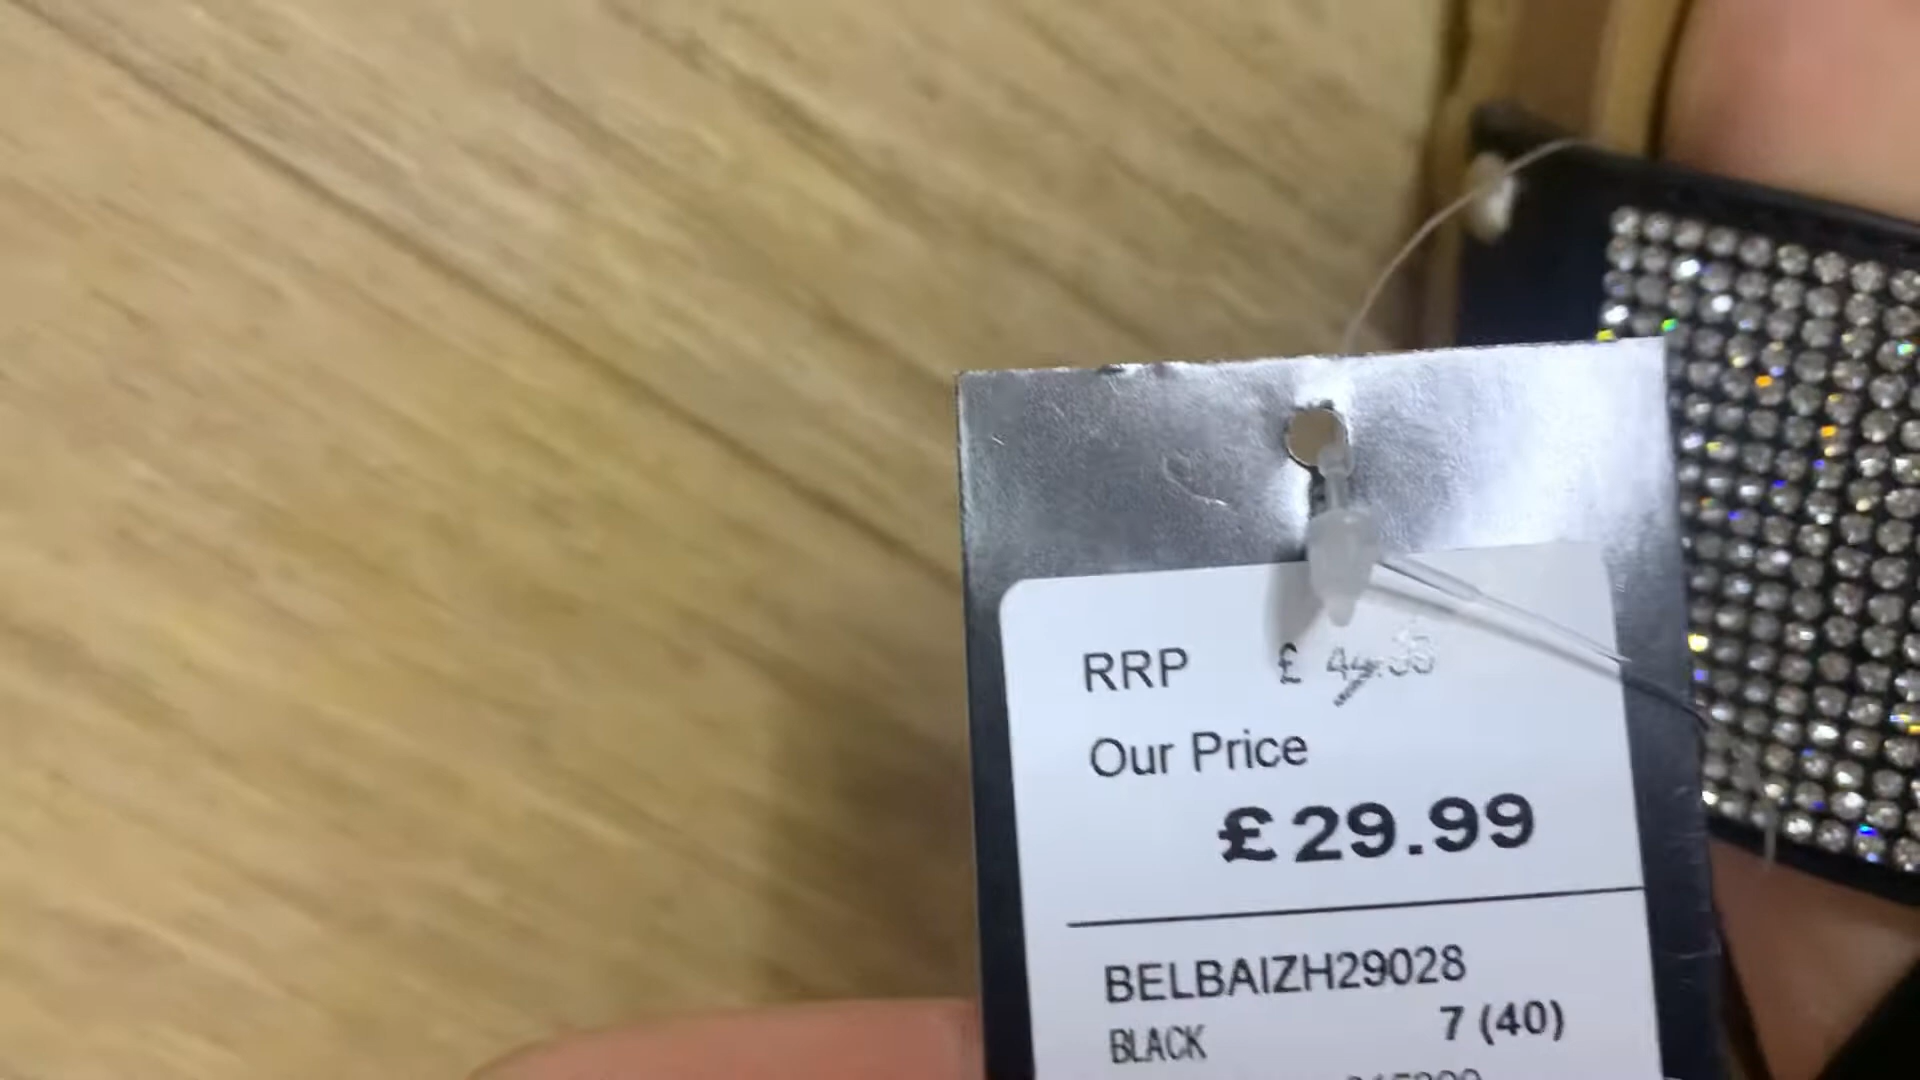 RRP £
Our Price
£29.99
BELBAIZH29028
BLACK 7 (40)